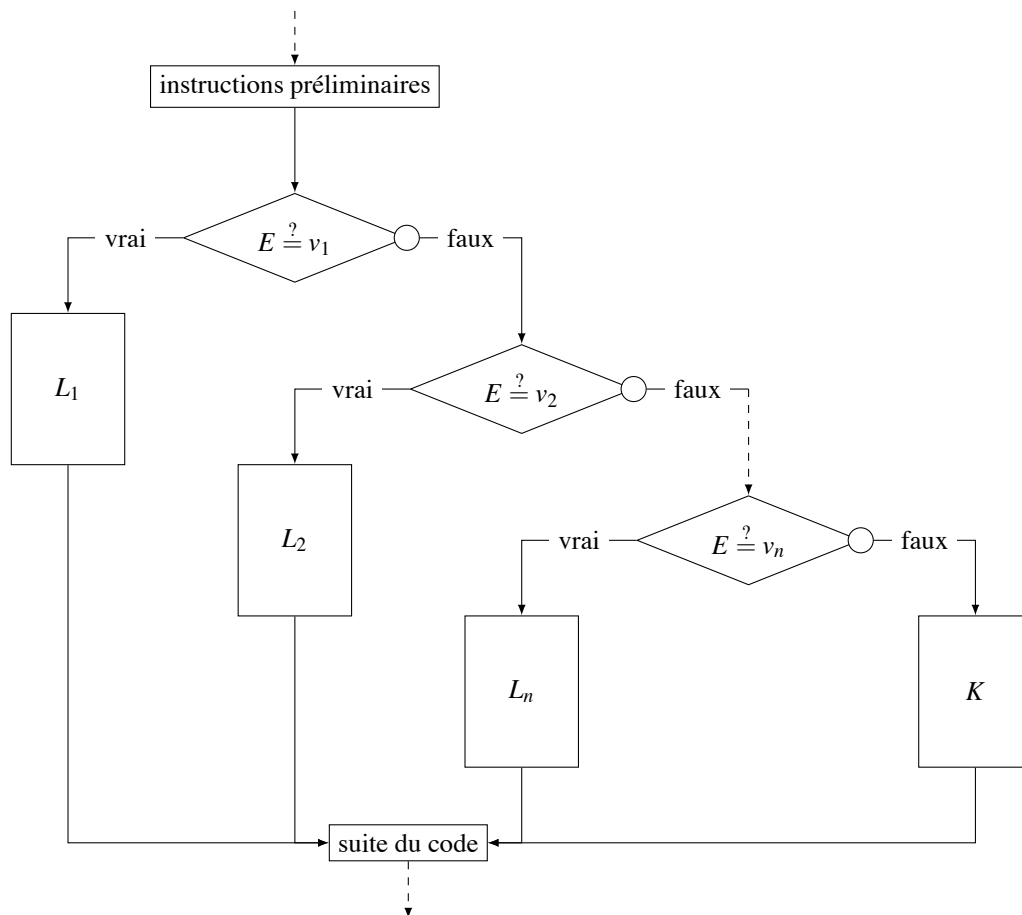 instructions préliminaires
vrai E ?= v₁ faux
L₁
vrai E ?= v₂ faux
L₂
vrai E ?= vₙ faux
Lₙ
K
suite du code